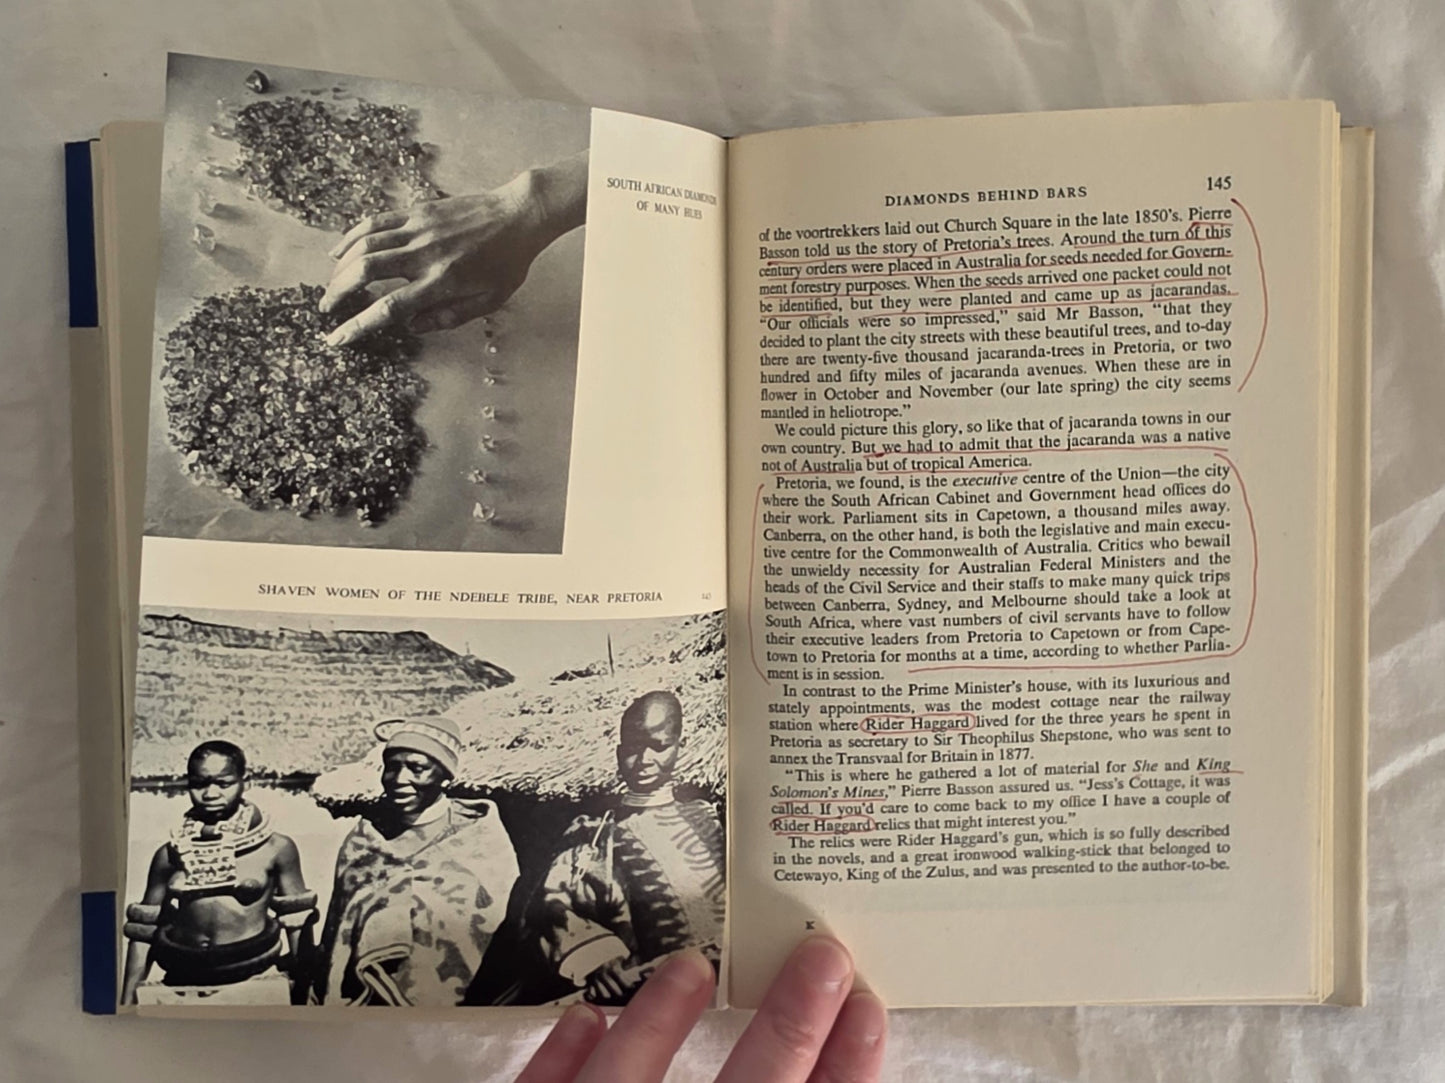 SOUTH AFRICAN DIAMONDS
OF MANY HUES
SHAVEN WOMEN OF THE NDEBELE TRIBE, NEAR PRETORIA
DIAMONDS BEHIND BARS
145
of the voortrekkers laid out Church Square in the late 1850's. Pierre
Basson told us the story of Pretoria's trees. Around the turn of this
century orders were placed in Australia for seeds needed for Govern-
ment forestry purposes. When the seeds arrived one packet could not
be identified, but they were planted and came up as jacarandas.
"Our officials were so impressed," said Mr Basson, "that they
decided to plant the city streets with these beautiful trees, and to-day
there are twenty-five thousand jacaranda-trees in Pretoria, or two
hundred and fifty miles of jacaranda avenues. When these are in
flower in October and November (our late spring) the city seems
mantled in heliotrope."
We could picture this glory, so like that of jacaranda towns in our
own country. But we had to admit that the jacaranda was a native
not of Australia but of tropical America.
Pretoria, we found, is the executive centre of the Union—the city
where the South African Cabinet and Government head offices do
their work. Parliament sits in Capetown, a thousand miles away.
Canberra, on the other hand, is both the legislative and main execu-
tive centre for the Commonwealth of Australia. Critics who bewail
the unwieldy necessity for Australian Federal Ministers and the
heads of the Civil Service and their staffs to make many quick trips
between Canberra, Sydney, and Melbourne should take a look at
South Africa, where vast numbers of civil servants have to follow
their executive leaders from Pretoria to Capetown or from Cape-
town to Pretoria for months at a time, according to whether Parlia-
ment is in session.
In contrast to the Prime Minister's house, with its luxurious and
stately appointments, was the modest cottage near the railway
station where Rider Haggard lived for the three years he spent in
Pretoria as secretary to Sir Theophilus Shepstone, who was sent to
annex the Transvaal for Britain in 1877.
"This is where he gathered a lot of material for She and King
Solomon's Mines," Pierre Basson assured us. "Jess's Cottage, it was
called. If you'd care to come back to my office I have a couple of
Rider Haggard relics that might interest you."
The relics were Rider Haggard's gun, which is so fully described
in the novels, and a great ironwood walking-stick that belonged to
Cetewayo, King of the Zulus, and was presented to the author-to-be.
K